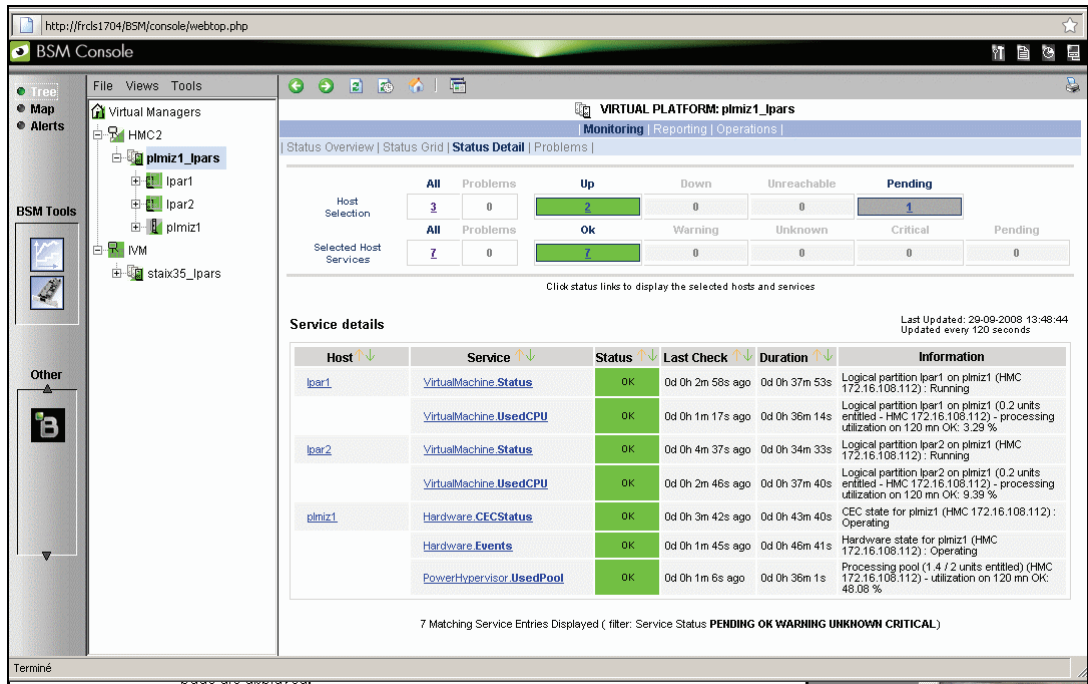 http://frcls1704/BSM/console/webtop.php
BSM Console
Tree
Map
Alerts
BSM Tools
Other
File Views Tools
Virtual Managers
HMC2
plmiz1_lpars
lpar1
lpar2
plmiz1
IVM
staix35_lpars
VIRTUAL PLATFORM: plmiz1_lpars
| Monitoring | Reporting | Operations |
| Status Overview | Status Grid | Status Detail | Problems |
All Problems Up Down Unreachable Pending
Host Selection 3 0 2 0 0 1
All Problems Ok Warning Unknown Critical Pending
Selected Host Services 7 0 7 0 0 0 0
Click status links to display the selected hosts and services
Service details
Last Updated: 29-09-2008 13:48:44
Updated every 120 seconds
Host Service Status Last Check Duration Information
lpar1 VirtualMachine.Status OK 0d 0h 2m 58s ago 0d 0h 37m 53s Logical partition lpar1 on plmiz1 (HMC
172.16.108.112) : Running
VirtualMachine.UsedCPU OK 0d 0h 1m 17s ago 0d 0h 36m 14s Logical partition lpar1 on plmiz1 (0.2 units
entitled - HMC 172.16.108.112) - processing
utilization on 120 mn OK: 3.29 %
lpar2 VirtualMachine.Status OK 0d 0h 4m 37s ago 0d 0h 34m 33s Logical partition lpar2 on plmiz1 (HMC
172.16.108.112) : Running
VirtualMachine.UsedCPU OK 0d 0h 2m 46s ago 0d 0h 37m 40s Logical partition lpar2 on plmiz1 (0.2 units
entitled - HMC 172.16.108.112) - processing
utilization on 120 mn OK: 9.39 %
plmiz1 Hardware.CECStatus OK 0d 0h 3m 42s ago 0d 0h 43m 40s CEC state for plmiz1 (HMC 172.16.108.112) :
Operating
Hardware.Events OK 0d 0h 1m 45s ago 0d 0h 46m 41s Hardware state for plmiz1 (HMC
172.16.108.112) : Operating
PowerHypervisor.UsedPool OK 0d 0h 1m 6s ago 0d 0h 36m 1s Processing pool (1.4 / 2 units entitled) (HMC
172.16.108.112) - utilization on 120 mn OK:
48.08 %
7 Matching Service Entries Displayed ( filter: Service Status PENDING OK WARNING UNKNOWN CRITICAL)
Terminé